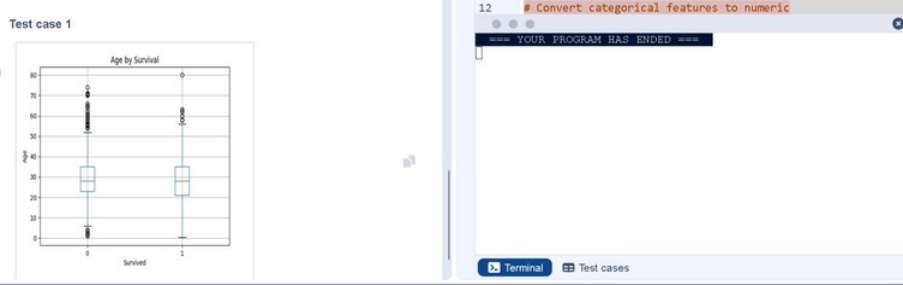 12 # Convert categorical features to numeric
Test case 1
=== YOUR PROGRAM HAS ENDED ===
Age by Survival
80
70
60
50
40
30
20
10
0
Age
0 1
Survived
Terminal
Test cases